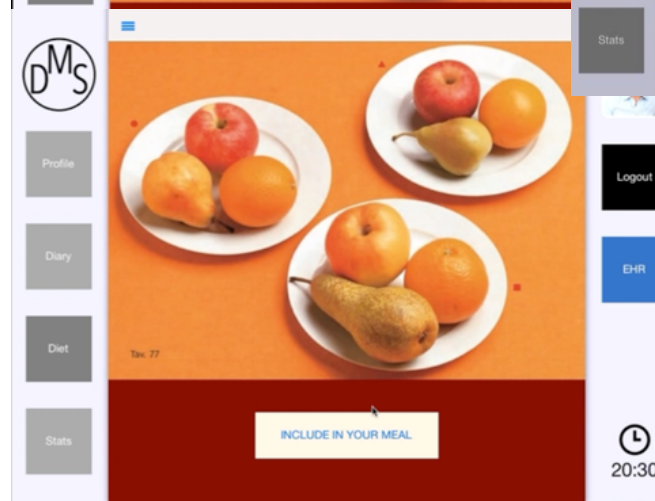 Stats
DMS
Profile
Logout
Diary
EHR
Diet
Tav. 77
INCLUDE IN YOUR MEAL
Stats
20:30